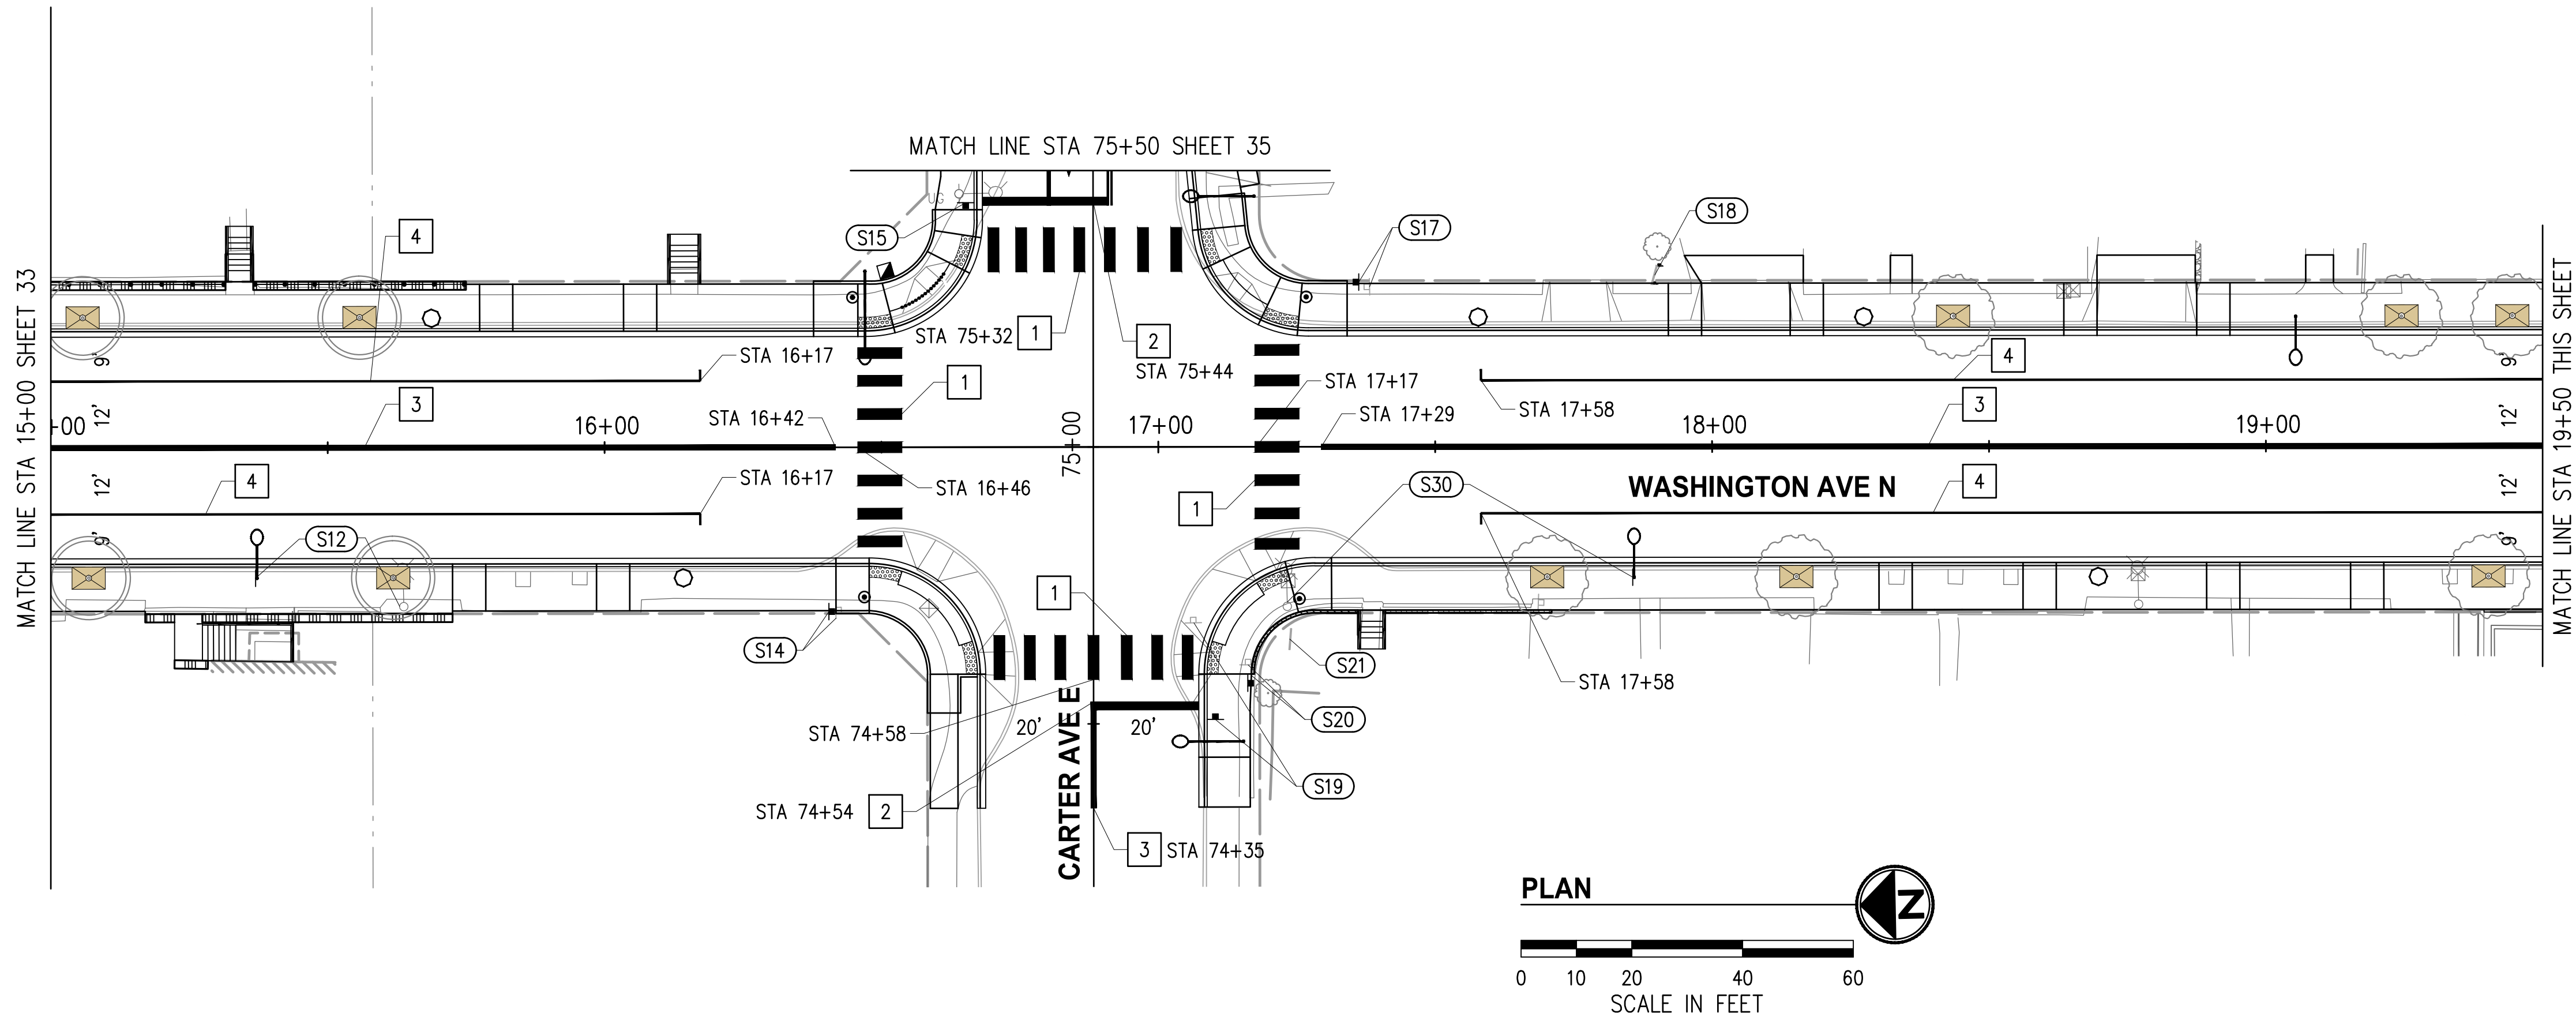 MATCH LINE STA 75+50 SHEET 35
MATCH LINE STA 15+00 SHEET 33
MATCH LINE STA 19+50 THIS SHEET
UG
S15
S17
S18
4
STA 75+32 1
2
STA 75+44
9'
STA 16+17
1
4
9'
3
12'
STA 16+42
STA 17+17
STA 17+29
STA 17+58
3
12'
+00
16+00
75+00
17+00
18+00
19+00
12'
4
STA 16+17
STA 16+46
1
S30
WASHINGTON AVE N
4
12'
9'
S12
9'
1
S14
S21
STA 17+58
STA 74+58
20'
CARTER AVE E
20'
S20
S19
STA 74+54 2
3 STA 74+35
PLAN
N
0 10 20 40 60
SCALE IN FEET